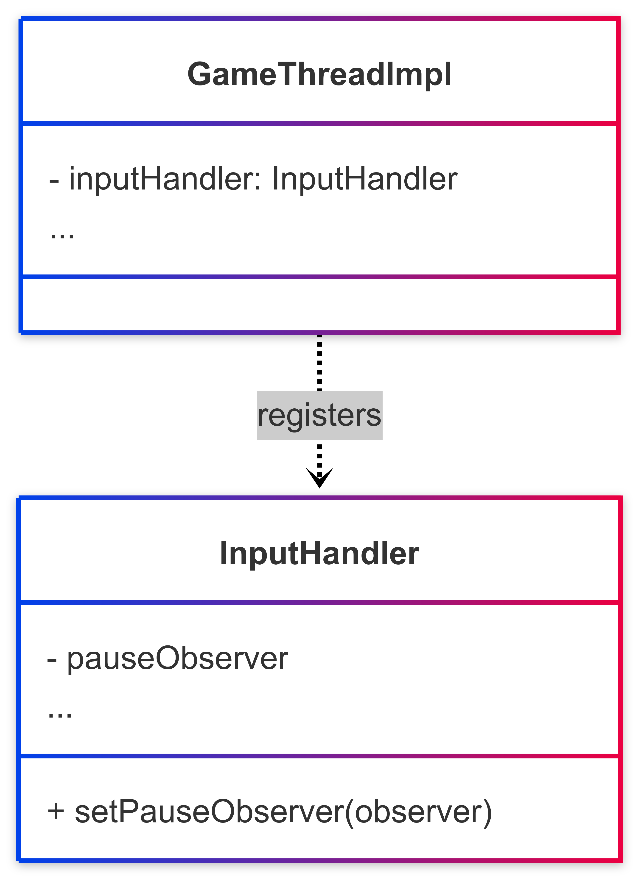 GameThreadImpl
- inputHandler: InputHandler
...
registers
InputHandler
- pauseObserver
...
+ setPauseObserver(observer)